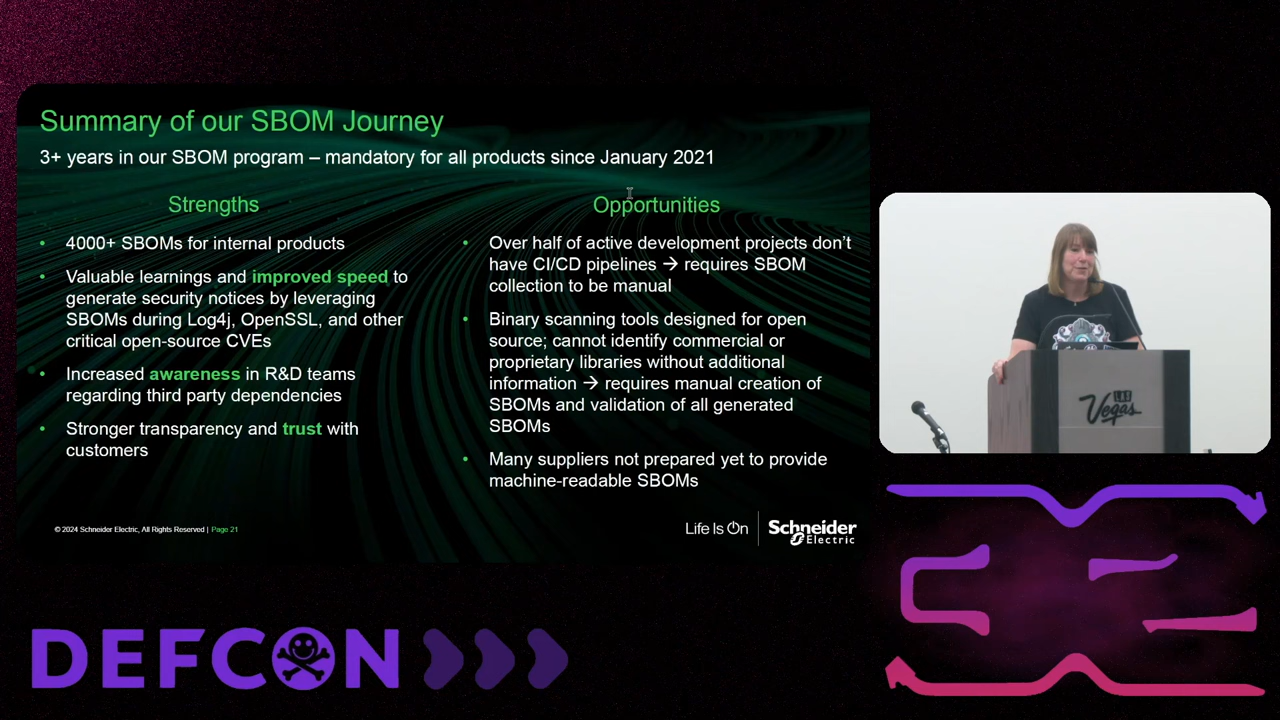 Summary of our SBOM Journey
3+ years in our SBOM program – mandatory for all products since January 2021
Strengths
• 4000+ SBOMs for internal products
• Valuable learnings and improved speed to
generate security notices by leveraging
SBOMs during Log4j, OpenSSL, and other
critical open-source CVEs
• Increased awareness in R&D teams
regarding third party dependencies
• Stronger transparency and trust with
customers
Opportunities
• Over half of active development projects don't
have CI/CD pipelines → requires SBOM
collection to be manual
• Binary scanning tools designed for open
source; cannot identify commercial or
proprietary libraries without additional
information → requires manual creation of
SBOMs and validation of all generated
SBOMs
• Many suppliers not prepared yet to provide
machine-readable SBOMs
© 2024 Schneider Electric, All Rights Reserved | Page 21
Life Is On
Schneider
Electric
LAS
Vegas
DEFCON